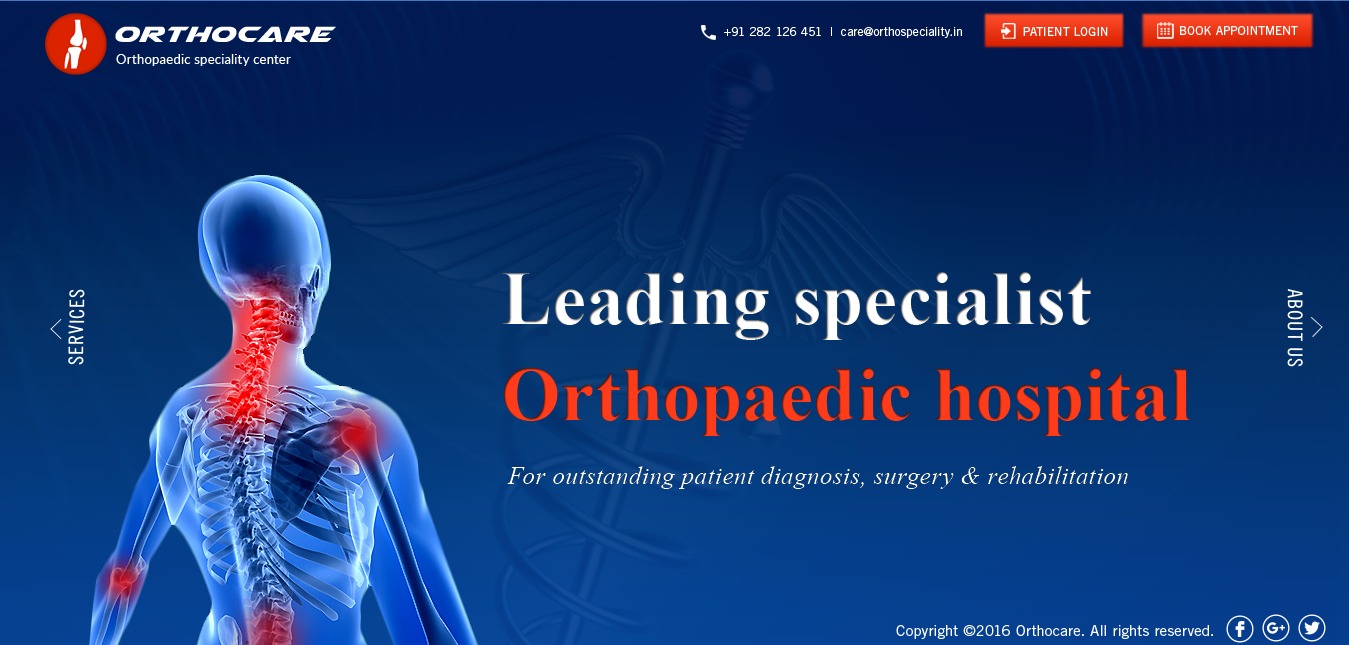 ORTHOCARE
Orthopaedic speciality center
+91 282 126 451 | care@orthospeciality.in
PATIENT LOGIN
BOOK APPOINTMENT
SERVICES
Leading specialist
Orthopaedic hospital
For outstanding patient diagnosis, surgery & rehabilitation
ABOUT US
Copyright ©2016 Orthocare. All rights reserved.